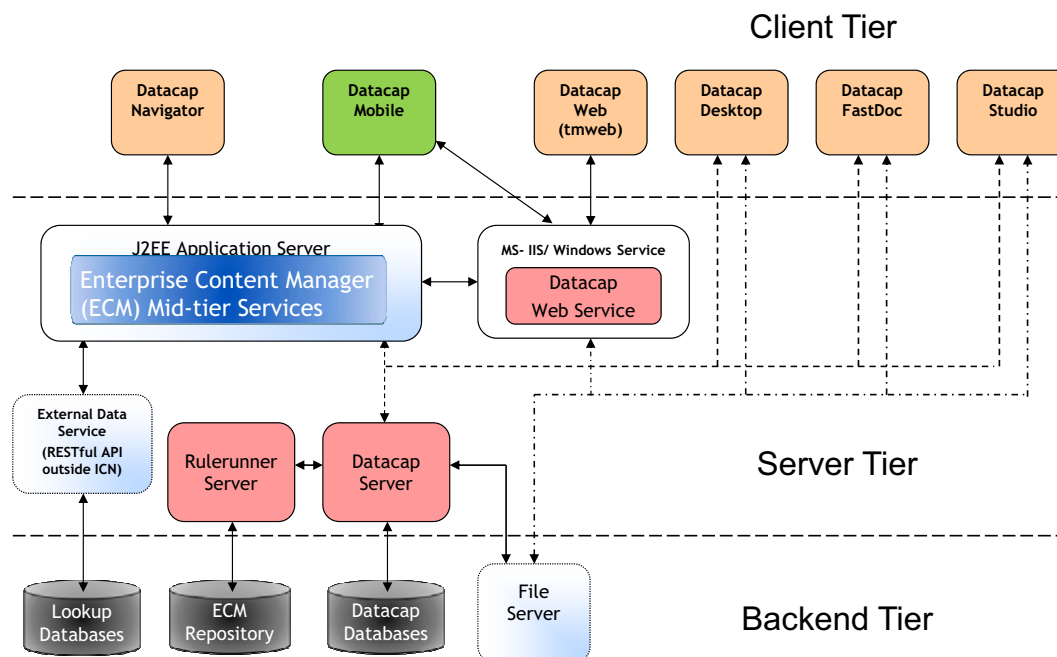 Client Tier
Datacap
Navigator
Datacap
Mobile
Datacap
Web
(tmweb)
Datacap
Desktop
Datacap
FastDoc
Datacap
Studio
J2EE Application Server
Enterprise Content Manager
(ECM) Mid-tier Services
MS- IIS/ Windows Service
Datacap
Web Service
External Data
Service
(RESTful API
outside ICN)
Rulerunner
Server
Datacap
Server
Server Tier
Lookup
Databases
ECM
Repository
Datacap
Databases
File
Server
Backend Tier